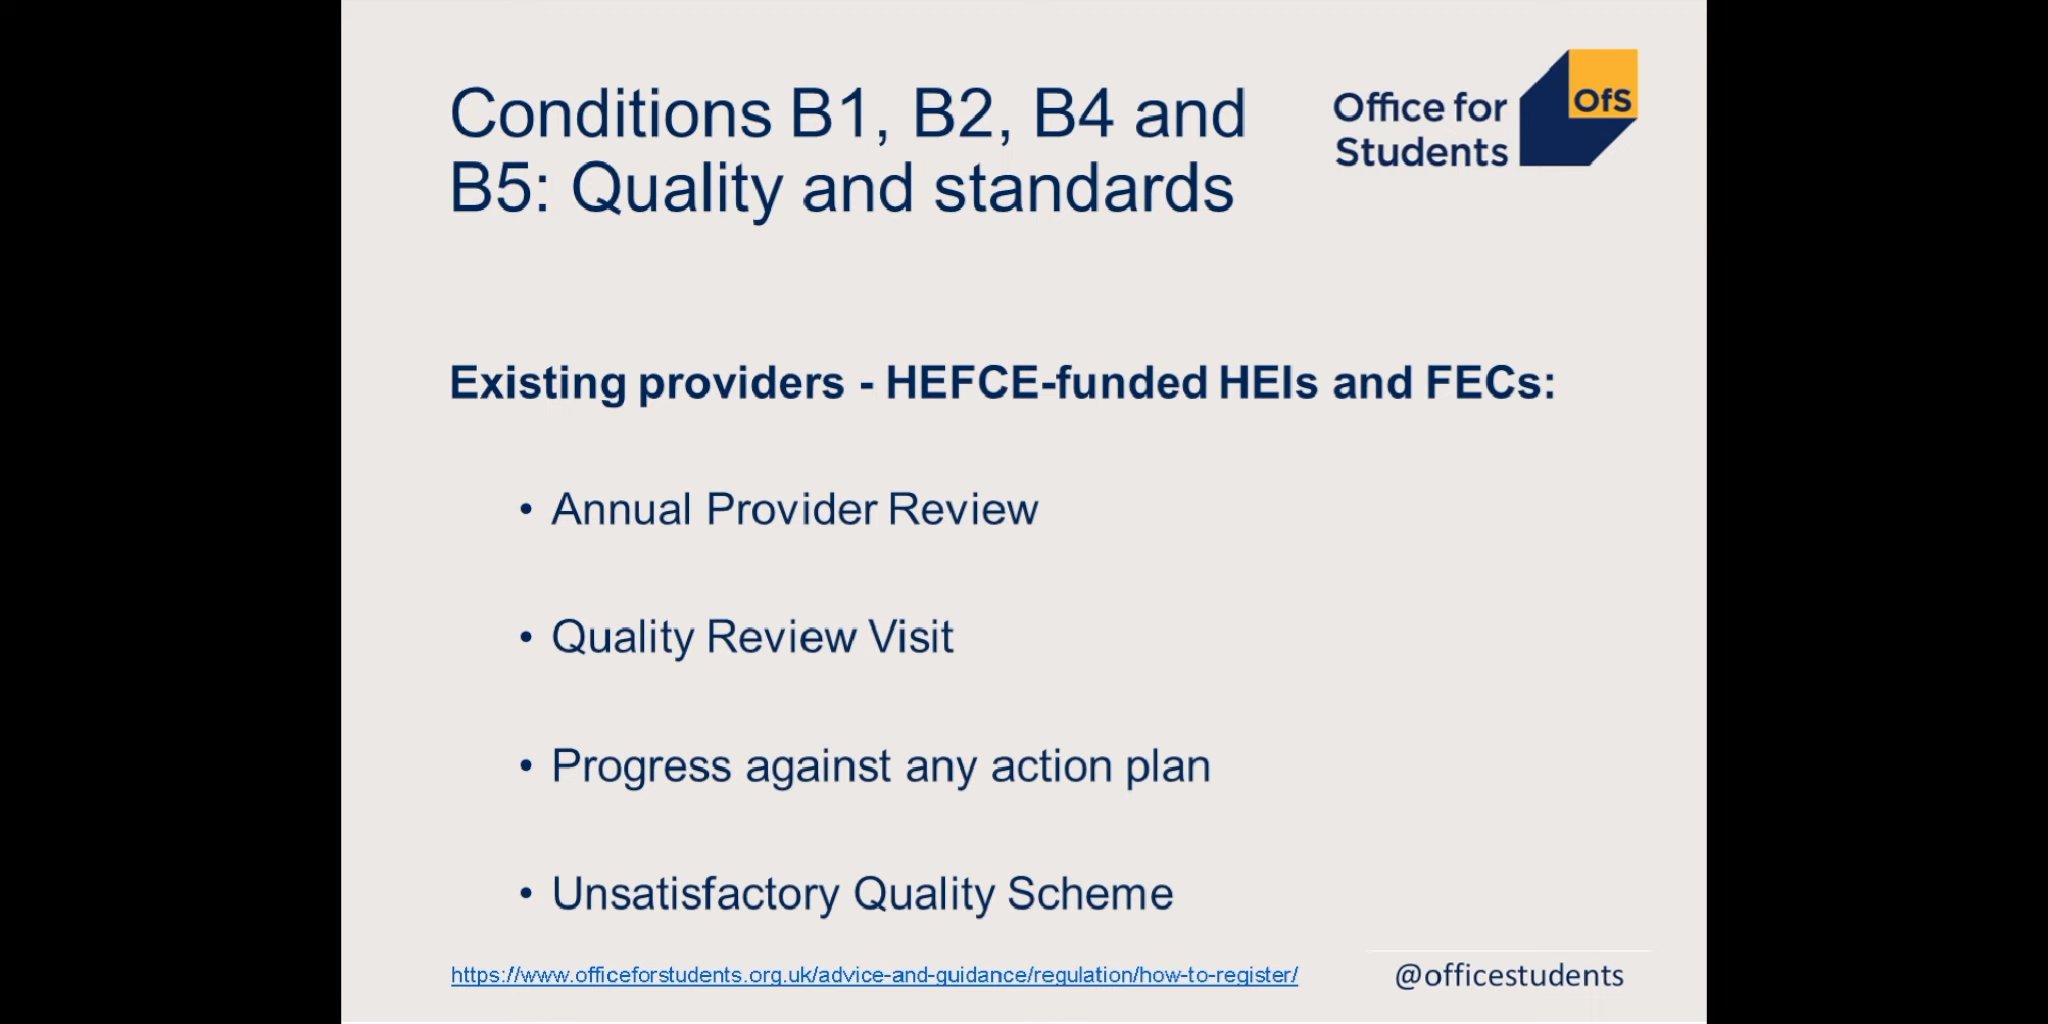 Conditions B1, B2, B4 and
B5: Quality and standards
Office for
Students
OfS
Existing providers - HEFCE-funded HEIs and FECs:
• Annual Provider Review
• Quality Review Visit
• Progress against any action plan
• Unsatisfactory Quality Scheme
https://www.officeforstudents.org.uk/advice-and-guidance/regulation/how-to-register/
@officestudents